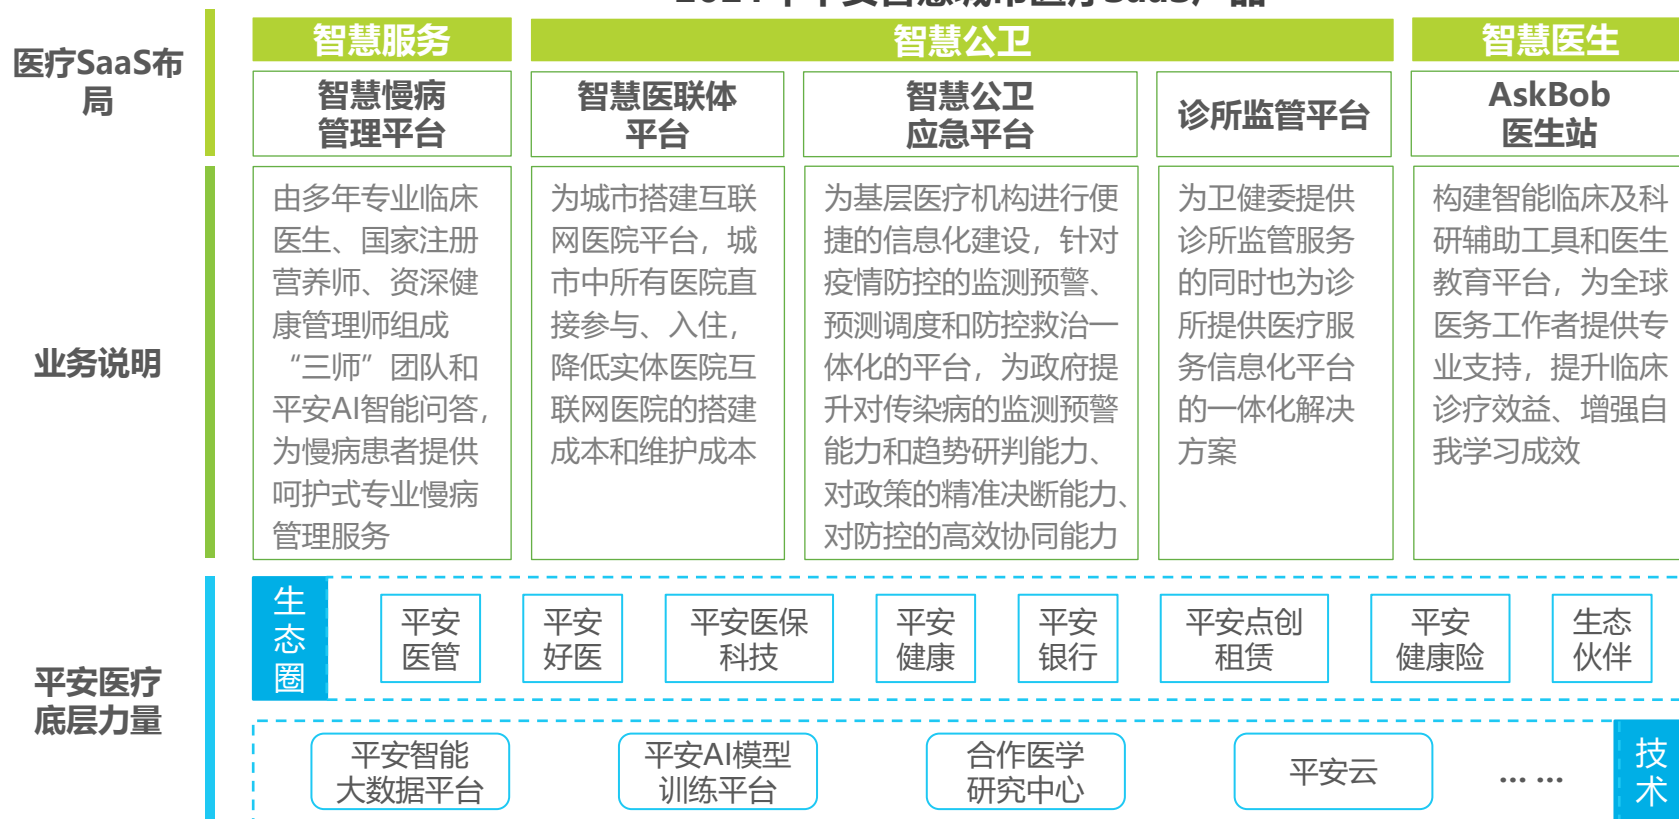 2021年平安智慧城市医疗SaaS产品
医疗SaaS布
局
智慧服务
智慧公卫
智慧医生
智慧慢病
管理平台
智慧医联体
平台
智慧公卫
应急平台
诊所监管平台
AskBob
医生站
业务说明
由多年专业临床
医生、国家注册
营养师、资深健
康管理师组成
“三师”团队和
平安AI智能问答，
为慢病患者提供
呵护式专业慢病
管理服务
为城市搭建互联
网医院平台，城
市中所有医院直
接参与、入住，
降低实体医院互
联网医院的搭建
成本和维护成本
为基层医疗机构进行便
捷的信息化建设，针对
疫情防控的监测预警、
预测调度和防控救治一
体化的平台，为政府提
升对传染病的监测预警
能力和趋势研判能力、
对政策的精准决断能力、
对防控的高效协同能力
为卫健委提供
诊所监管服务
的同时也为诊
所提供医疗服
务信息化平台
的一体化解决
方案
构建智能临床及科
研辅助工具和医生
教育平台，为全球
医务工作者提供专
业支持，提升临床
诊疗效益、增强自
我学习成效
平安医疗
底层力量
生
态
圈
平安
医管
平安
好医
平安医保
科技
平安
健康
平安
银行
平安点创
租赁
平安
健康险
生态
伙伴
平安智能
大数据平台
平安AI模型
训练平台
合作医学
研究中心
平安云
… …
技
术